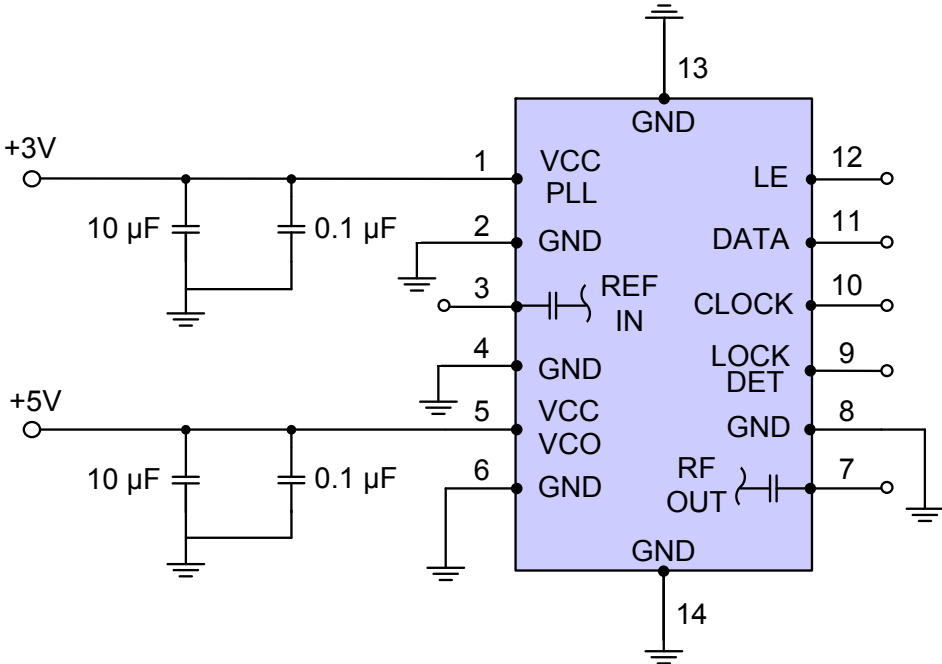 13
GND
+3V
1
VCC
PLL
12
LE
10 µF
0.1 µF
2
GND
11
DATA
3
REF
IN
10
CLOCK
4
GND
9
LOCK
DET
+5V
5
VCC
VCO
8
GND
10 µF
0.1 µF
6
GND
RF
OUT
7
GND
14